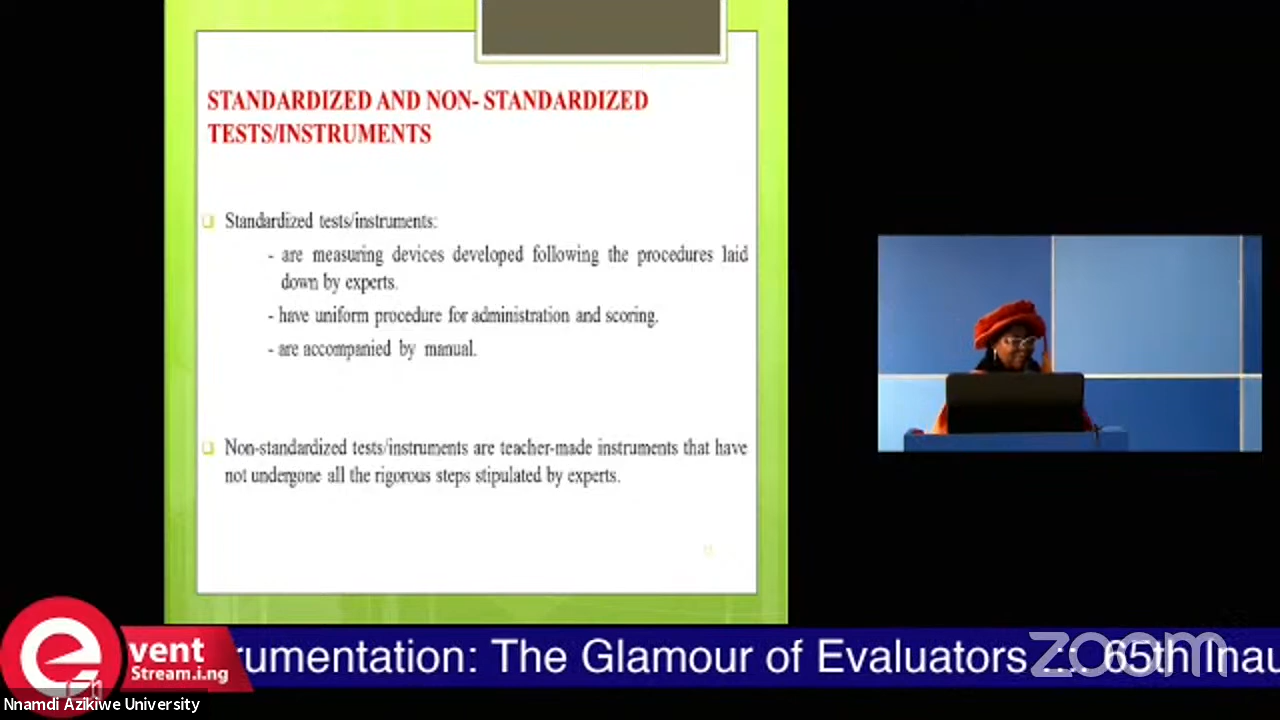 STANDARDIZED AND NON- STANDARDIZED
TESTS/INSTRUMENTS
Standardized tests/instruments:
- are measuring devices developed following the procedures laid
down by experts.
- have uniform procedure for administration and scoring.
- are accompanied by manual.
Non-standardized tests/instruments are teacher-made instruments that have
not undergone all the rigorous steps stipulated by experts.
event
Stream.i.ng
rumentation: The Glamour of Evaluators .::. 65th Inau
zoom
Nnamdi Azikiwe University